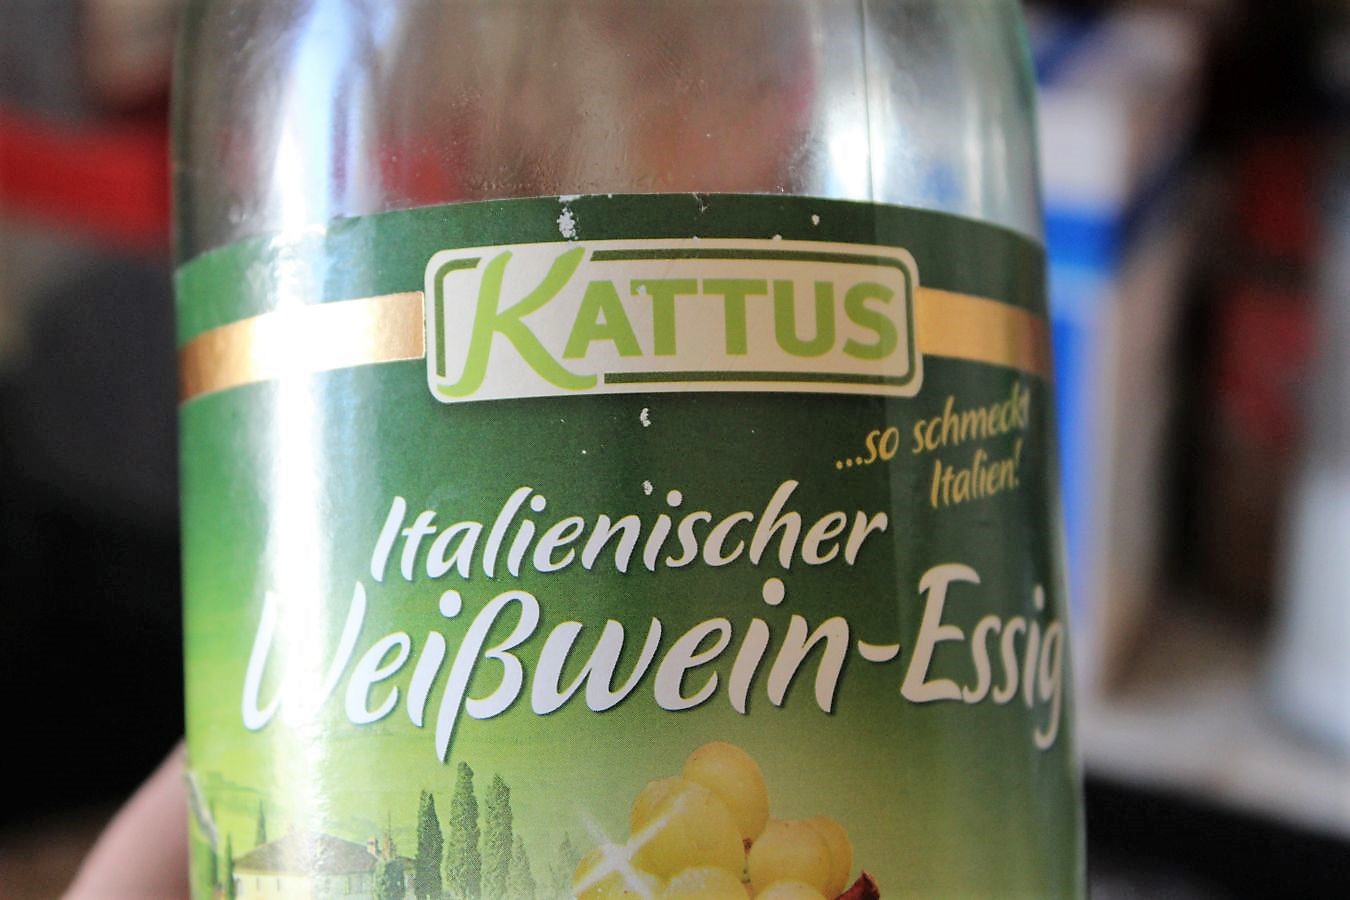 KATTUS
...so schmeckt
Italien!
Italienischer
Weißwein-Essig